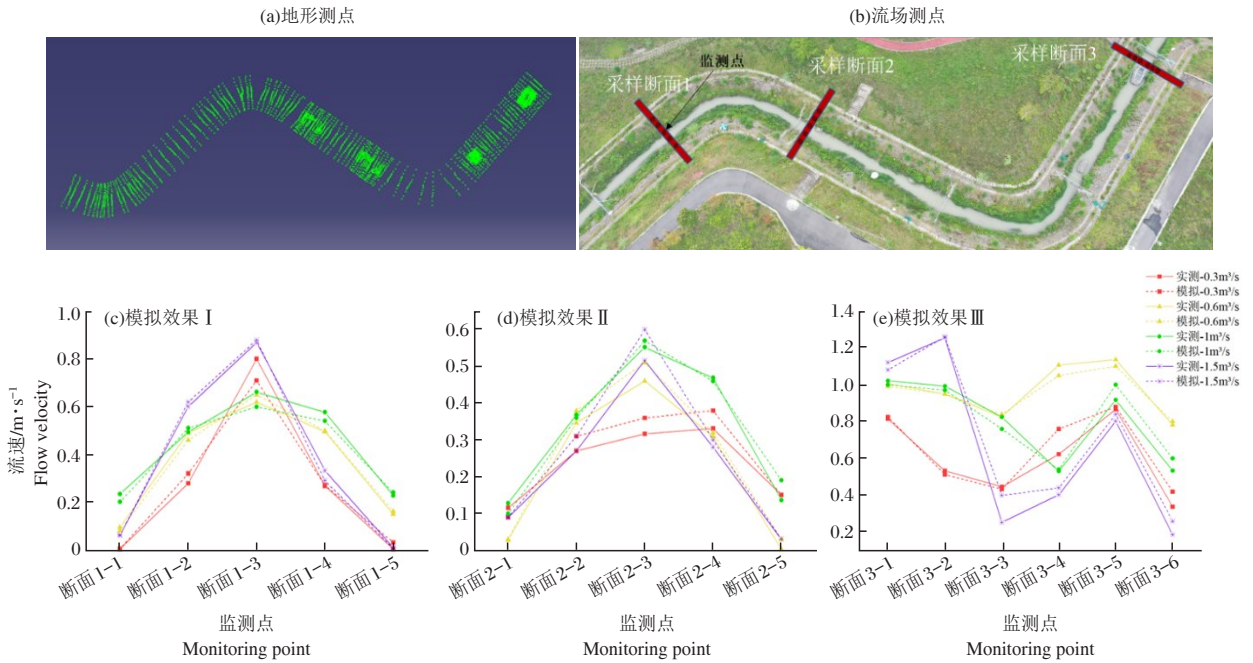 (a)地形测点
(b)流场测点
采样断面1
监测点
采样断面2
采样断面3
实测-0.3m³/s
模拟-0.3m³/s
实测-0.6m³/s
模拟-0.6m³/s
实测-1m³/s
模拟-1m³/s
实测-1.5m³/s
模拟-1.5m³/s
流速/m·s⁻¹
Flow velocity
(c)模拟效果Ⅰ
1.0
0.8
0.6
0.4
0.2
0
断面1-1
断面1-2
断面1-3
断面1-4
断面1-5
监测点
Monitoring point
(d)模拟效果Ⅱ
0.6
0.5
0.4
0.3
0.2
0.1
0
断面2-1
断面2-2
断面2-3
断面2-4
断面2-5
监测点
Monitoring point
(e)模拟效果Ⅲ
1.4
1.2
1.0
0.8
0.6
0.4
0.2
断面3-1
断面3-2
断面3-3
断面3-4
断面3-5
断面3-6
监测点
Monitoring point